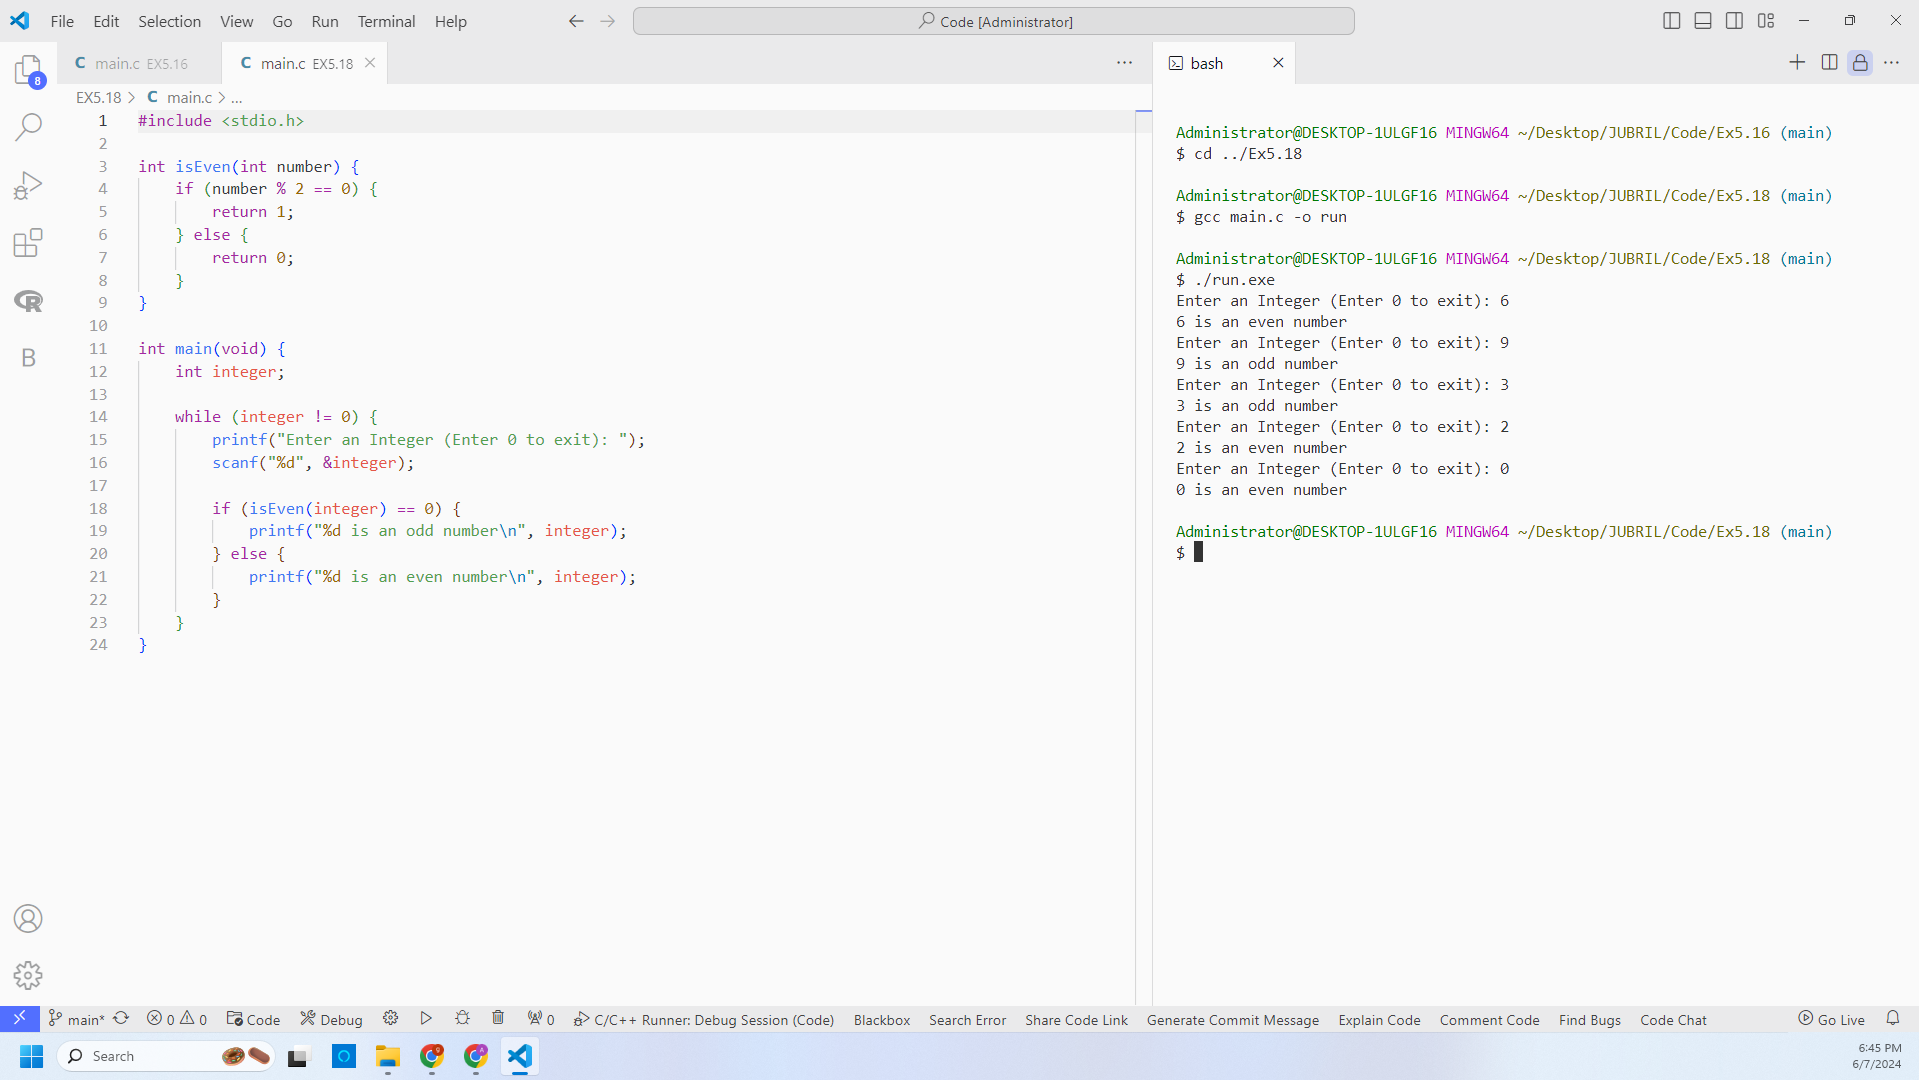 File Edit Selection View Go Run Terminal Help
Code [Administrator]
main.c EX5.16
main.c EX5.18
bash
8
EX5.18 > C main.c > ...
1 #include <stdio.h>
2
3 int isEven(int number) {
4 if (number % 2 == 0) {
5 return 1;
6 } else {
7 return 0;
8 }
9 }
10
11 int main(void) {
12 int integer;
13
14 while (integer != 0) {
15 printf("Enter an Integer (Enter 0 to exit): ");
16 scanf("%d", &integer);
17
18 if (isEven(integer) == 0) {
19 printf("%d is an odd number\n", integer);
20 } else {
21 printf("%d is an even number\n", integer);
22 }
23 }
24 }
Administrator@DESKTOP-1ULGF16 MINGW64 ~/Desktop/JUBRIL/Code/Ex5.16 (main)
$ cd ../Ex5.18
Administrator@DESKTOP-1ULGF16 MINGW64 ~/Desktop/JUBRIL/Code/Ex5.18 (main)
$ gcc main.c -o run
Administrator@DESKTOP-1ULGF16 MINGW64 ~/Desktop/JUBRIL/Code/Ex5.18 (main)
$ ./run.exe
Enter an Integer (Enter 0 to exit): 6
6 is an even number
Enter an Integer (Enter 0 to exit): 9
9 is an odd number
Enter an Integer (Enter 0 to exit): 3
3 is an odd number
Enter an Integer (Enter 0 to exit): 2
2 is an even number
Enter an Integer (Enter 0 to exit): 0
0 is an even number
Administrator@DESKTOP-1ULGF16 MINGW64 ~/Desktop/JUBRIL/Code/Ex5.18 (main)
$
main* 0 0 Code Debug 0 C/C++ Runner: Debug Session (Code) Blackbox Search Error Share Code Link Generate Commit Message Explain Code Comment Code Find Bugs Code Chat Go Live
Search
6:45 PM
6/7/2024